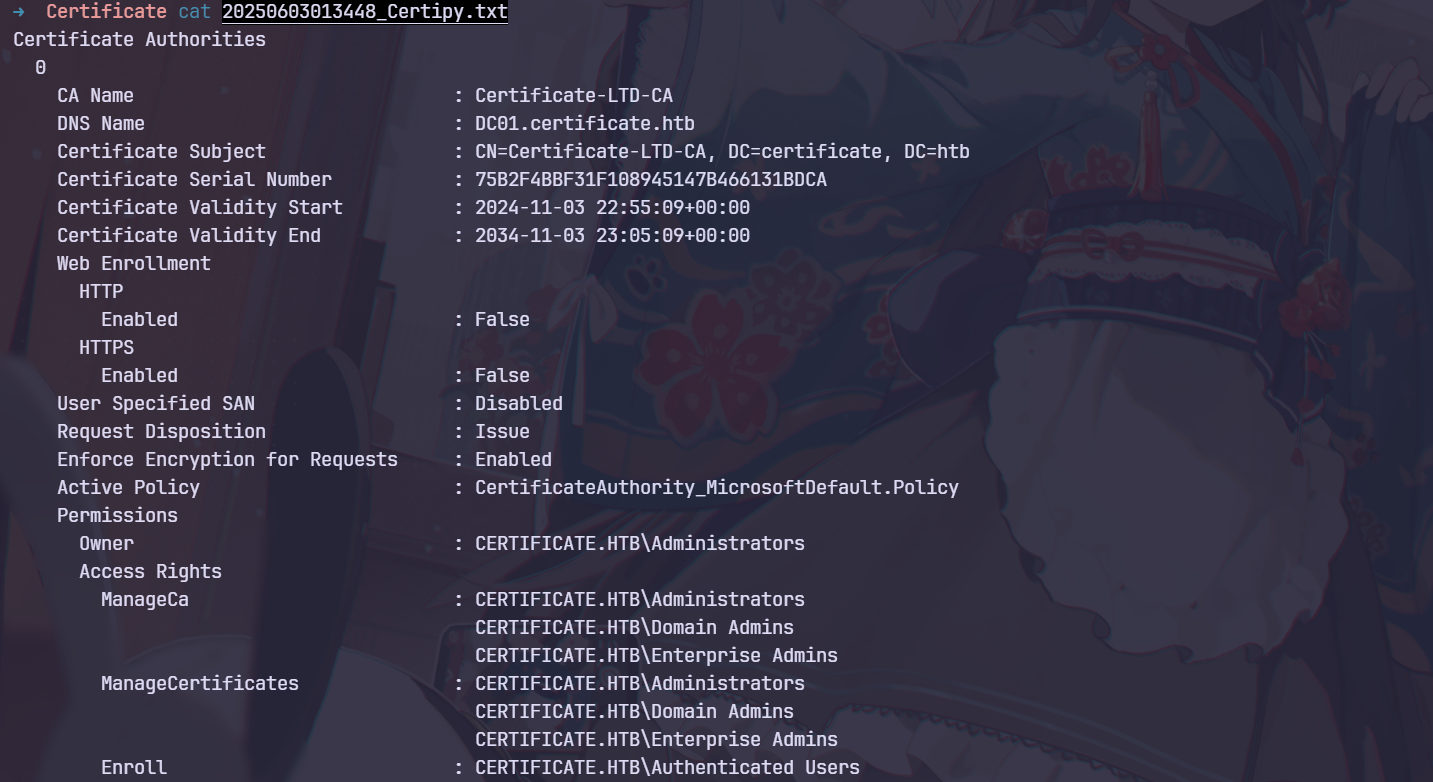 → Certificate cat 20250603013448_Certipy.txt
Certificate Authorities
0
CA Name : Certificate-LTD-CA
DNS Name : DC01.certificate.htb
Certificate Subject : CN=Certificate-LTD-CA, DC=certificate, DC=htb
Certificate Serial Number : 75B2F4BBF31F108945147B466131BDCA
Certificate Validity Start : 2024-11-03 22:55:09+00:00
Certificate Validity End : 2034-11-03 23:05:09+00:00
Web Enrollment
HTTP
Enabled : False
HTTPS
Enabled : False
User Specified SAN : Disabled
Request Disposition : Issue
Enforce Encryption for Requests : Enabled
Active Policy : CertificateAuthority_MicrosoftDefault.Policy
Permissions
Owner : CERTIFICATE.HTB\Administrators
Access Rights
ManageCa : CERTIFICATE.HTB\Administrators
CERTIFICATE.HTB\Domain Admins
CERTIFICATE.HTB\Enterprise Admins
ManageCertificates : CERTIFICATE.HTB\Administrators
CERTIFICATE.HTB\Domain Admins
CERTIFICATE.HTB\Enterprise Admins
Enroll : CERTIFICATE.HTB\Authenticated Users